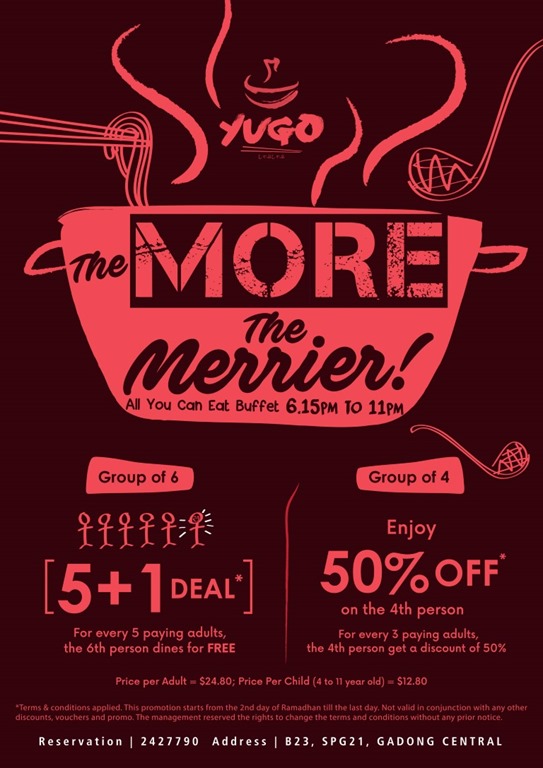 YUGO
The MORE
The
Merrier!
All You Can Eat Buffet 6.15PM TO 11PM
Group of 6
[5+1 DEAL*]
For every 5 paying adults,
the 6th person dines for FREE
Group of 4
Enjoy
50% OFF*
on the 4th person
For every 3 paying adults,
the 4th person get a discount of 50%
Price per Adult = $24.80; Price Per Child (4 to 11 year old) = $12.80
*Terms & conditions applied. This promotion starts from the 2nd day of Ramadhan till the last day. Not valid in conjunction with any other
discounts, vouchers and promo. The management reserved the rights to change the terms and conditions without any prior notice.
Reservation | 2427790 Address | B23, SPG21, GADONG CENTRAL